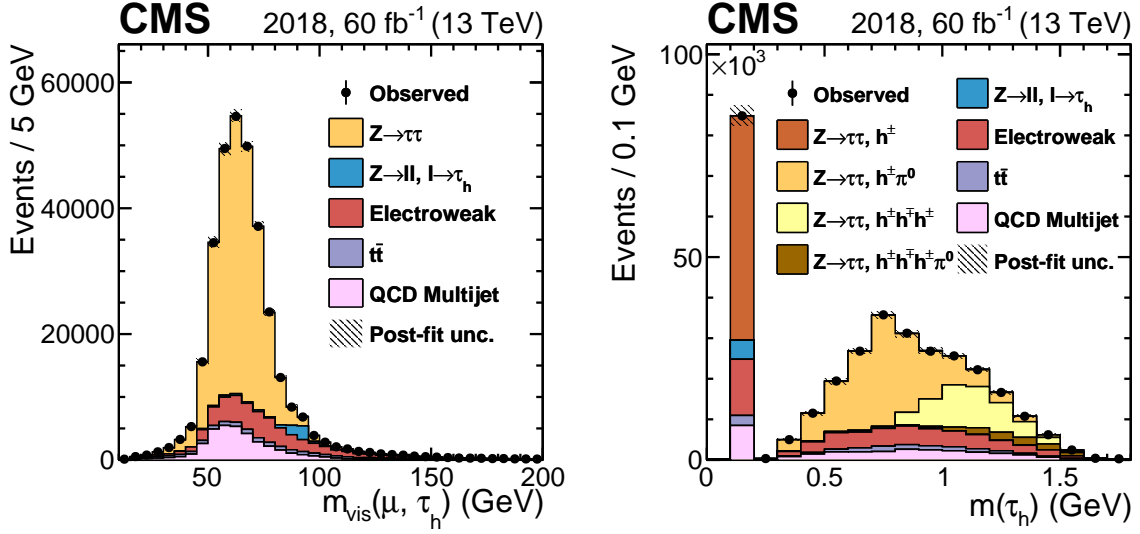 CMS 2018, 60 fb⁻¹ (13 TeV)
Events / 5 GeV
60000
40000
20000
0
Observed
Z→ττ
Z→ll, l→τₕ
Electroweak
tt̄
QCD Multijet
Post-fit unc.
50 100 150 200
m_vis(μ, τₕ) (GeV)
CMS 2018, 60 fb⁻¹ (13 TeV)
Events / 0.1 GeV
×10³
100
50
0
Observed
Z→ττ, h±
Z→ττ, h±π⁰
Z→ττ, h±h∓h±
Z→ττ, h±h∓h±π⁰
Z→ll, l→τₕ
Electroweak
tt̄
QCD Multijet
Post-fit unc.
0 0.5 1.0 1.5
m(τₕ) (GeV)